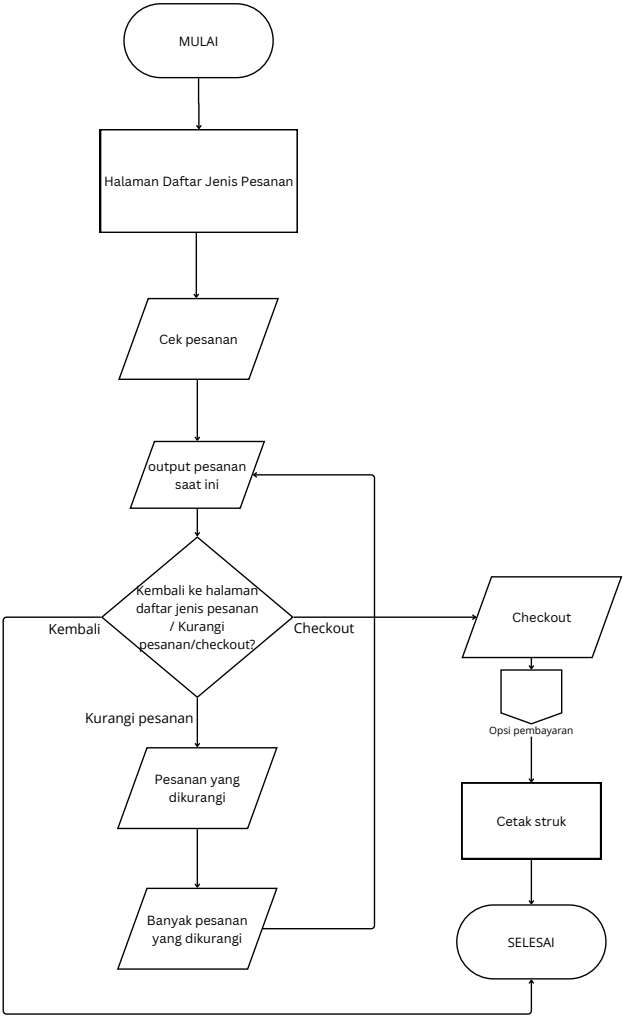 MULAI
Halaman Daftar Jenis Pesanan
Cek pesanan
output pesanan
saat ini
Kembali ke halaman
daftar jenis pesanan
/ Kurangi
pesanan/checkout?
Kembali
Checkout
Kurangi pesanan
Pesanan yang
dikurangi
Banyak pesanan
yang dikurangi
Checkout
Opsi pembayaran
Cetak struk
SELESAI